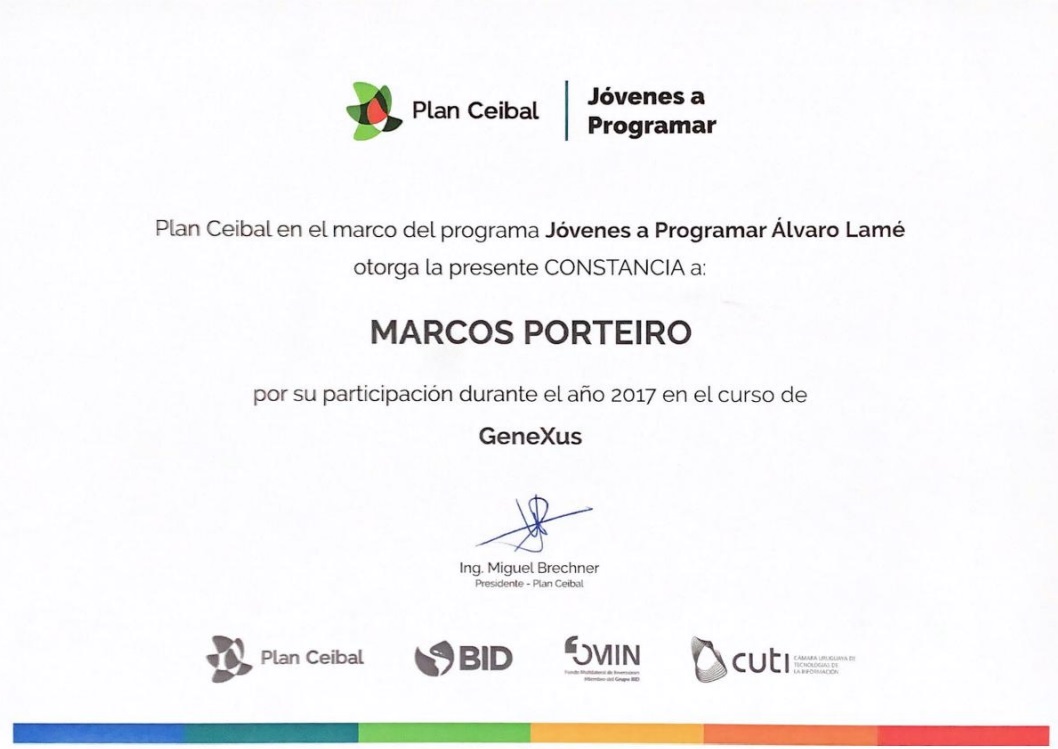 Plan Ceibal
Jóvenes a
Programar
Plan Ceibal en el marco del programa Jóvenes a Programar Álvaro Lamé
otorga la presente CONSTANCIA a:
MARCOS PORTEIRO
por su participación durante el año 2017 en el curso de
GeneXus
Ing. Miguel Brechner
Presidente - Plan Ceibal
Plan Ceibal
BID
FOMIN
Fondo Multilateral de Inversiones
Miembro del Grupo BID
cuti
CÁMARA URUGUAYA DE
TECNOLOGÍAS DE
LA INFORMACIÓN